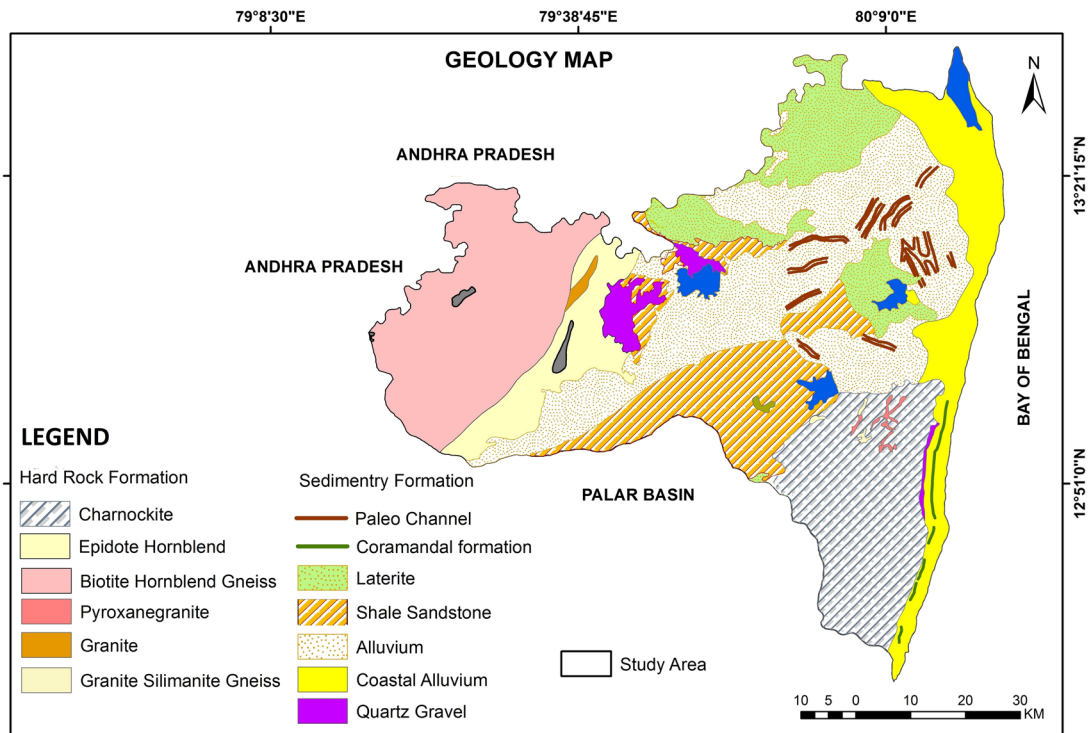 79°8'30"E
79°38'45"E
80°9'0"E
GEOLOGY MAP
N
ANDHRA PRADESH
13°21'15"N
ANDHRA PRADESH
BAY OF BENGAL
LEGEND
Hard Rock Formation
Charnockite
Epidote Hornblend
Biotite Hornblend Gneiss
Pyroxanegranite
Granite
Granite Silimanite Gneiss
Sedimentry Formation
Paleo Channel
Coramandal formation
Laterite
Shale Sandstone
Alluvium
Coastal Alluvium
Quartz Gravel
PALAR BASIN
12°51'0"N
Study Area
10 5 0 10 20 30
KM